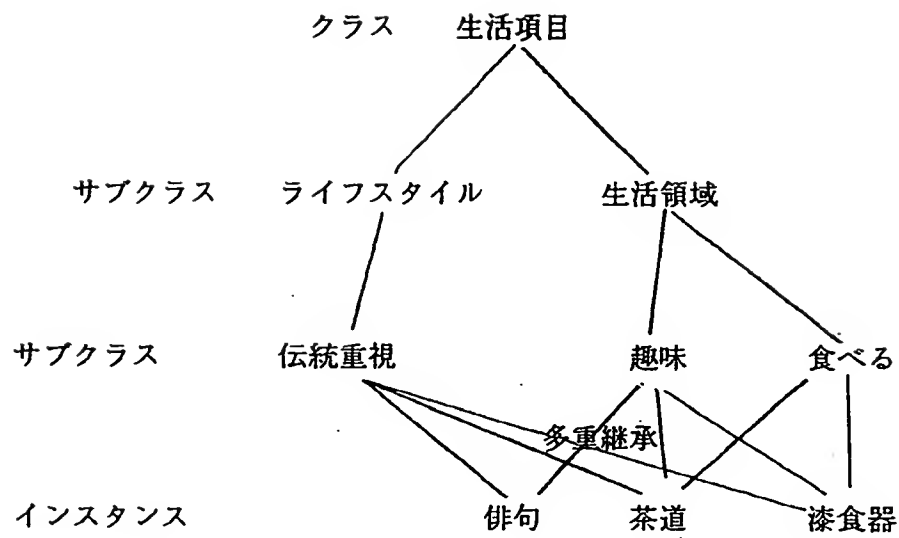 クラス 生活項目
サブクラス ライフスタイル 生活領域
サブクラス 伝統重視 趣味 食べる
多重継承
インスタンス 俳句 茶道 漆食器